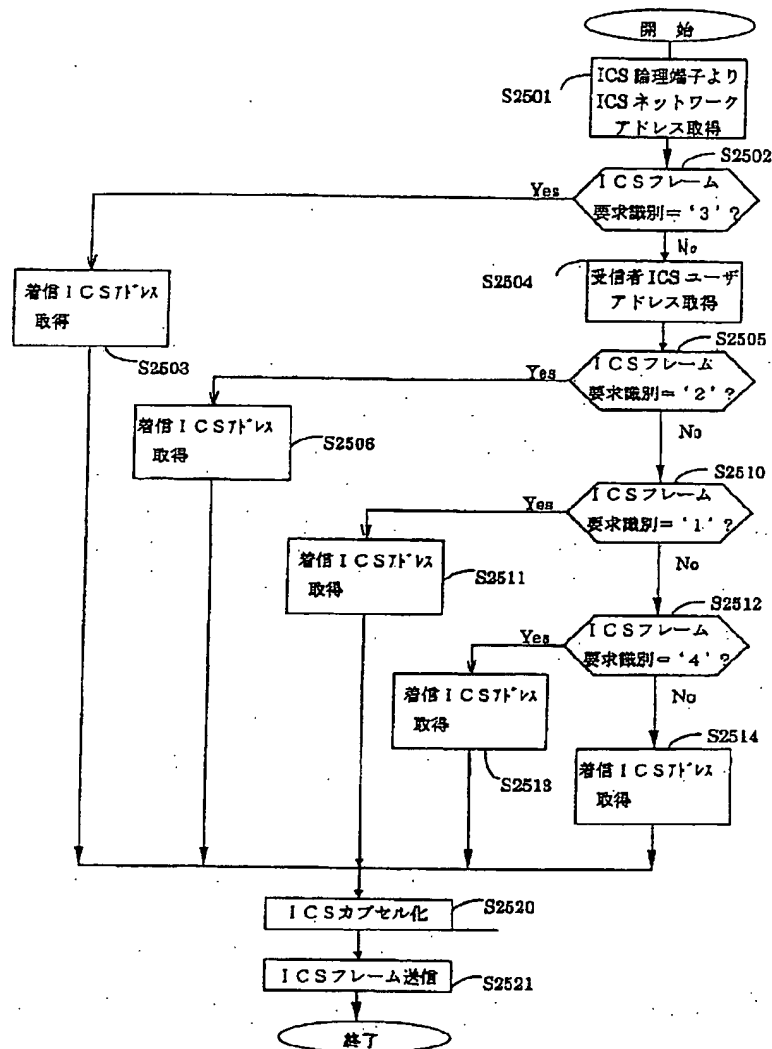 開 始
S2501
ICS 論理端子より
ICS ネットワーク
アドレス取得
S2502
Yes
ICSフレーム
要求識別＝‘3’?
No
着信ICSアドレス
取得
S2503
S2504
受信者ICSユーザ
アドレス取得
S2505
Yes
ICSフレーム
要求識別＝‘2’?
No
着信ICSアドレス
取得
S2506
S2510
Yes
ICSフレーム
要求識別＝‘1’?
No
着信ICSアドレス
取得
S2511
S2512
Yes
ICSフレーム
要求識別＝‘4’?
No
着信ICSアドレス
取得
S2513
S2514
着信ICSアドレス
取得
ICSカプセル化
S2520
ICSフレーム送信
S2521
終了